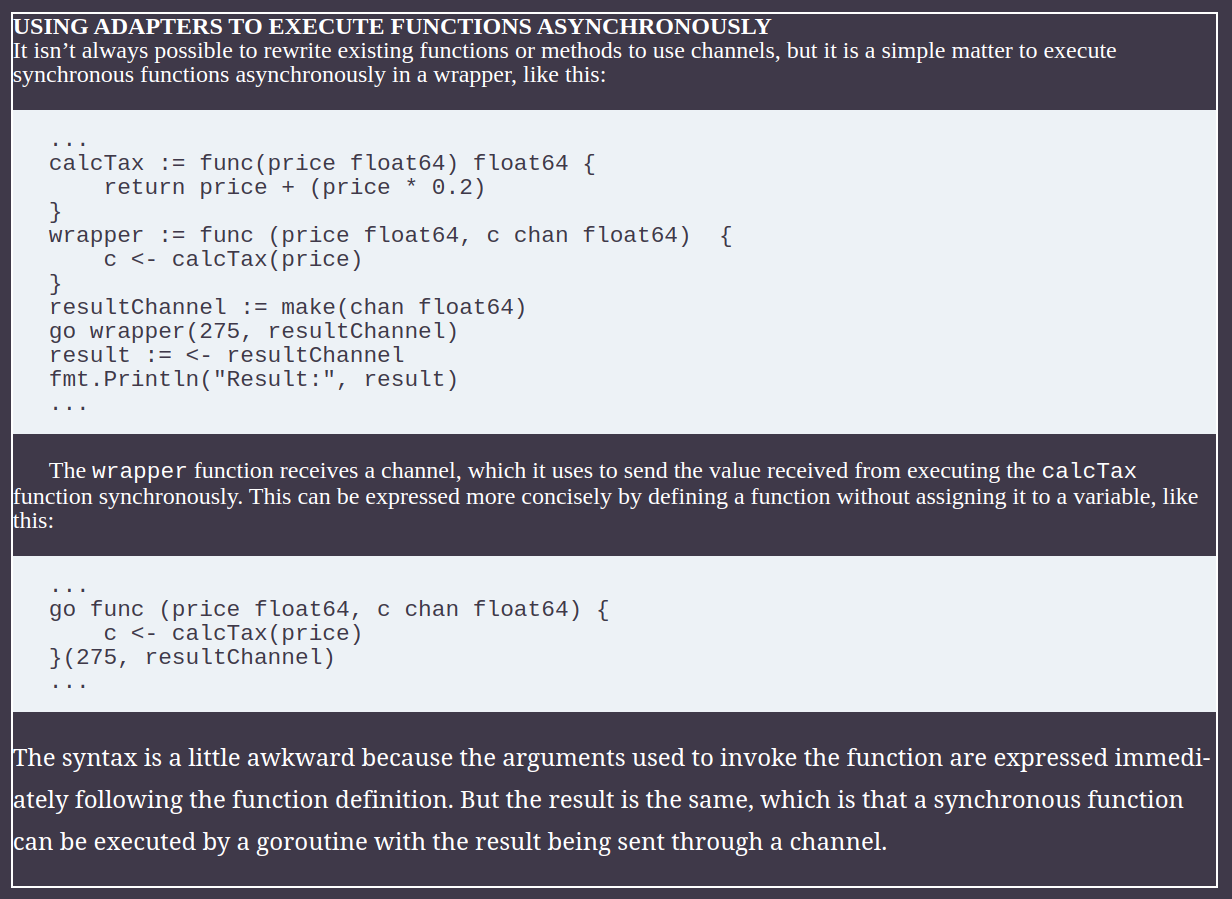 USING ADAPTERS TO EXECUTE FUNCTIONS ASYNCHRONOUSLY
It isn’t always possible to rewrite existing functions or methods to use channels, but it is a simple matter to execute
synchronous functions asynchronously in a wrapper, like this:
...
calcTax := func(price float64) float64 {
    return price + (price * 0.2)
}
wrapper := func (price float64, c chan float64)  {
    c <- calcTax(price)
}
resultChannel := make(chan float64)
go wrapper(275, resultChannel)
result := <- resultChannel
fmt.Println("Result:", result)
...
The wrapper function receives a channel, which it uses to send the value received from executing the calcTax
function synchronously. This can be expressed more concisely by defining a function without assigning it to a variable, like
this:
...
go func (price float64, c chan float64) {
    c <- calcTax(price)
}(275, resultChannel)
...
The syntax is a little awkward because the arguments used to invoke the function are expressed immedi-
ately following the function definition. But the result is the same, which is that a synchronous function
can be executed by a goroutine with the result being sent through a channel.